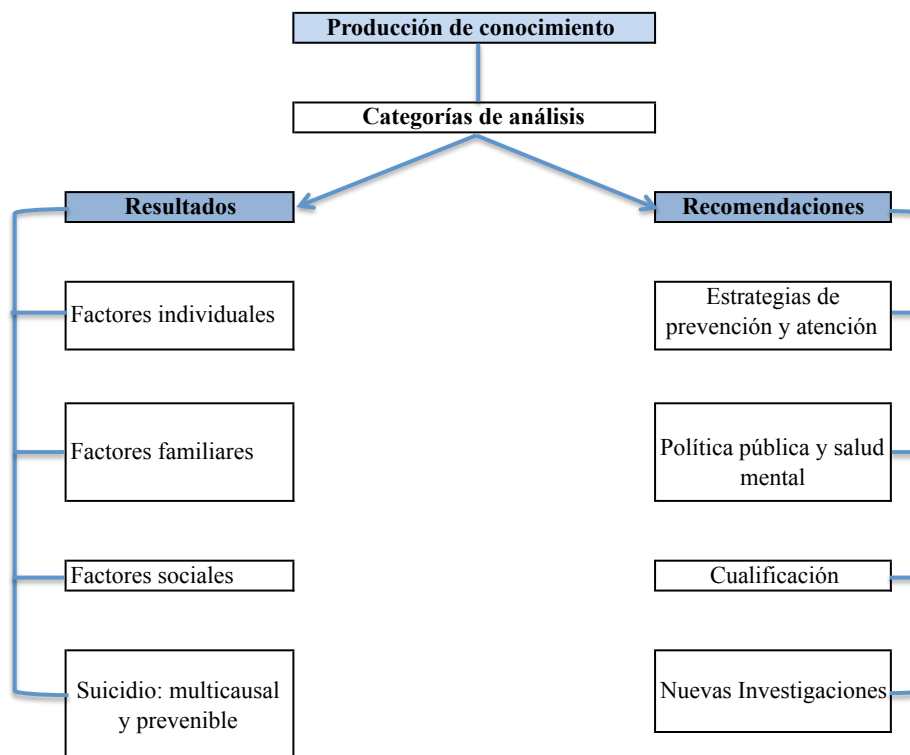 Producción de conocimiento
Categorías de análisis
Resultados
Factores individuales
Factores familiares
Factores sociales
Suicidio: multicausal
y prevenible
Recomendaciones
Estrategias de
prevención y atención
Política pública y salud
mental
Cualificación
Nuevas Investigaciones